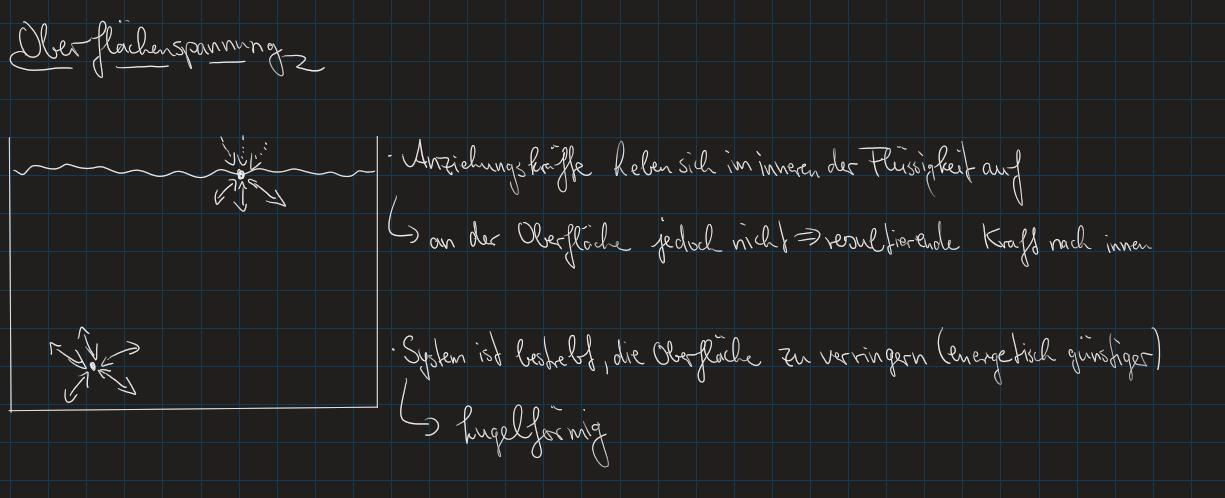 Oberflächenspannung
· Anziehungskräfte heben sich im inneren der Flüssigkeit auf
↳ an der Oberfläche jedoch nicht ⇒ resultierende Kraft nach innen
· System ist bestrebt, die Oberfläche zu verringern (energetisch günstiger)
↳ kugelförmig